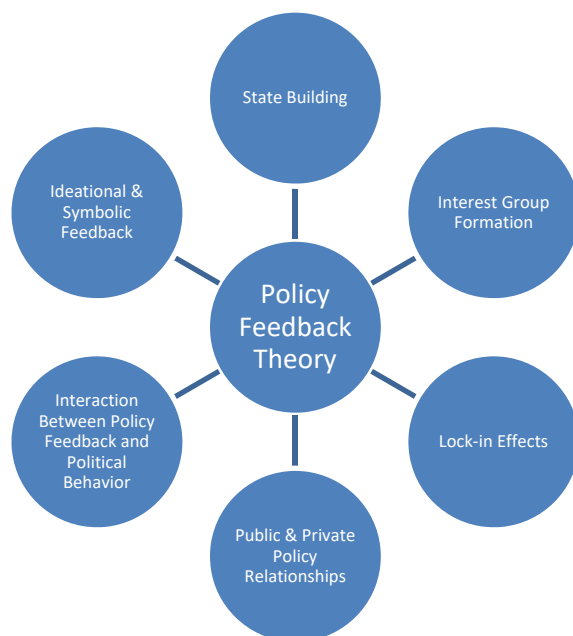 State Building
Ideational &
Symbolic
Feedback
Interest Group
Formation
Policy
Feedback
Theory
Interaction
Between Policy
Feedback and
Political
Behavior
Lock-in Effects
Public & Private
Policy
Relationships